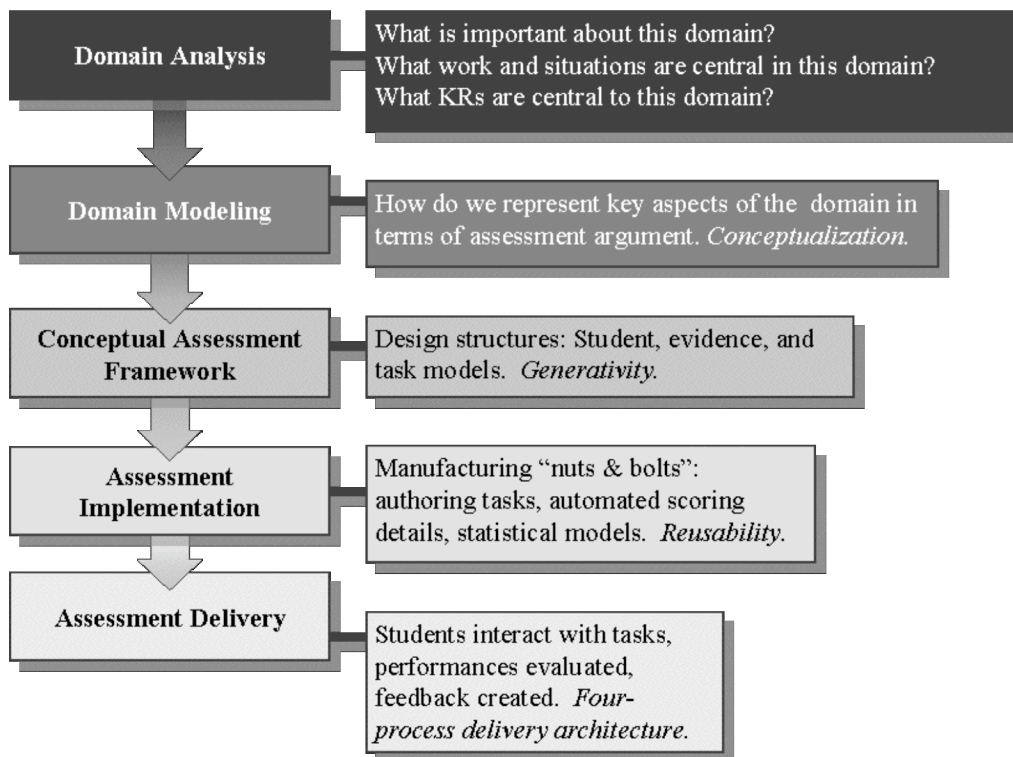 Domain Analysis
What is important about this domain?
What work and situations are central in this domain?
What KRs are central to this domain?
Domain Modeling
How do we represent key aspects of the domain in
terms of assessment argument. Conceptualization.
Conceptual Assessment
Framework
Design structures: Student, evidence, and
task models. Generativity.
Assessment
Implementation
Manufacturing “nuts & bolts”:
authoring tasks, automated scoring
details, statistical models. Reusability.
Assessment Delivery
Students interact with tasks,
performances evaluated,
feedback created. Four-
process delivery architecture.